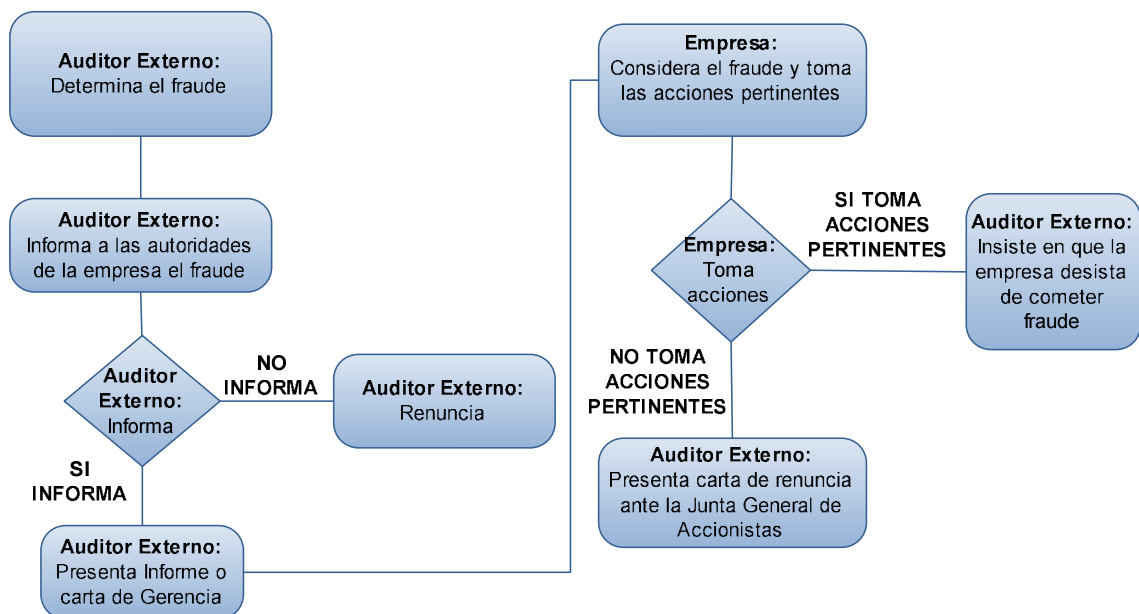 Auditor Externo:
Determina el fraude
Auditor Externo:
Informa a las autoridades
de la empresa el fraude
Auditor
Externo:
Informa
NO
INFORMA
Auditor Externo:
Renuncia
SI
INFORMA
Auditor Externo:
Presenta Informe o
carta de Gerencia
Empresa:
Considera el fraude y toma
las acciones pertinentes
Empresa:
Toma
acciones
SI TOMA
ACCIONES
PERTINENTES
Auditor Externo:
Insiste en que la
empresa desista
de cometer
fraude
NO TOMA
ACCIONES
PERTINENTES
Auditor Externo:
Presenta carta de renuncia
ante la Junta General de
Accionistas